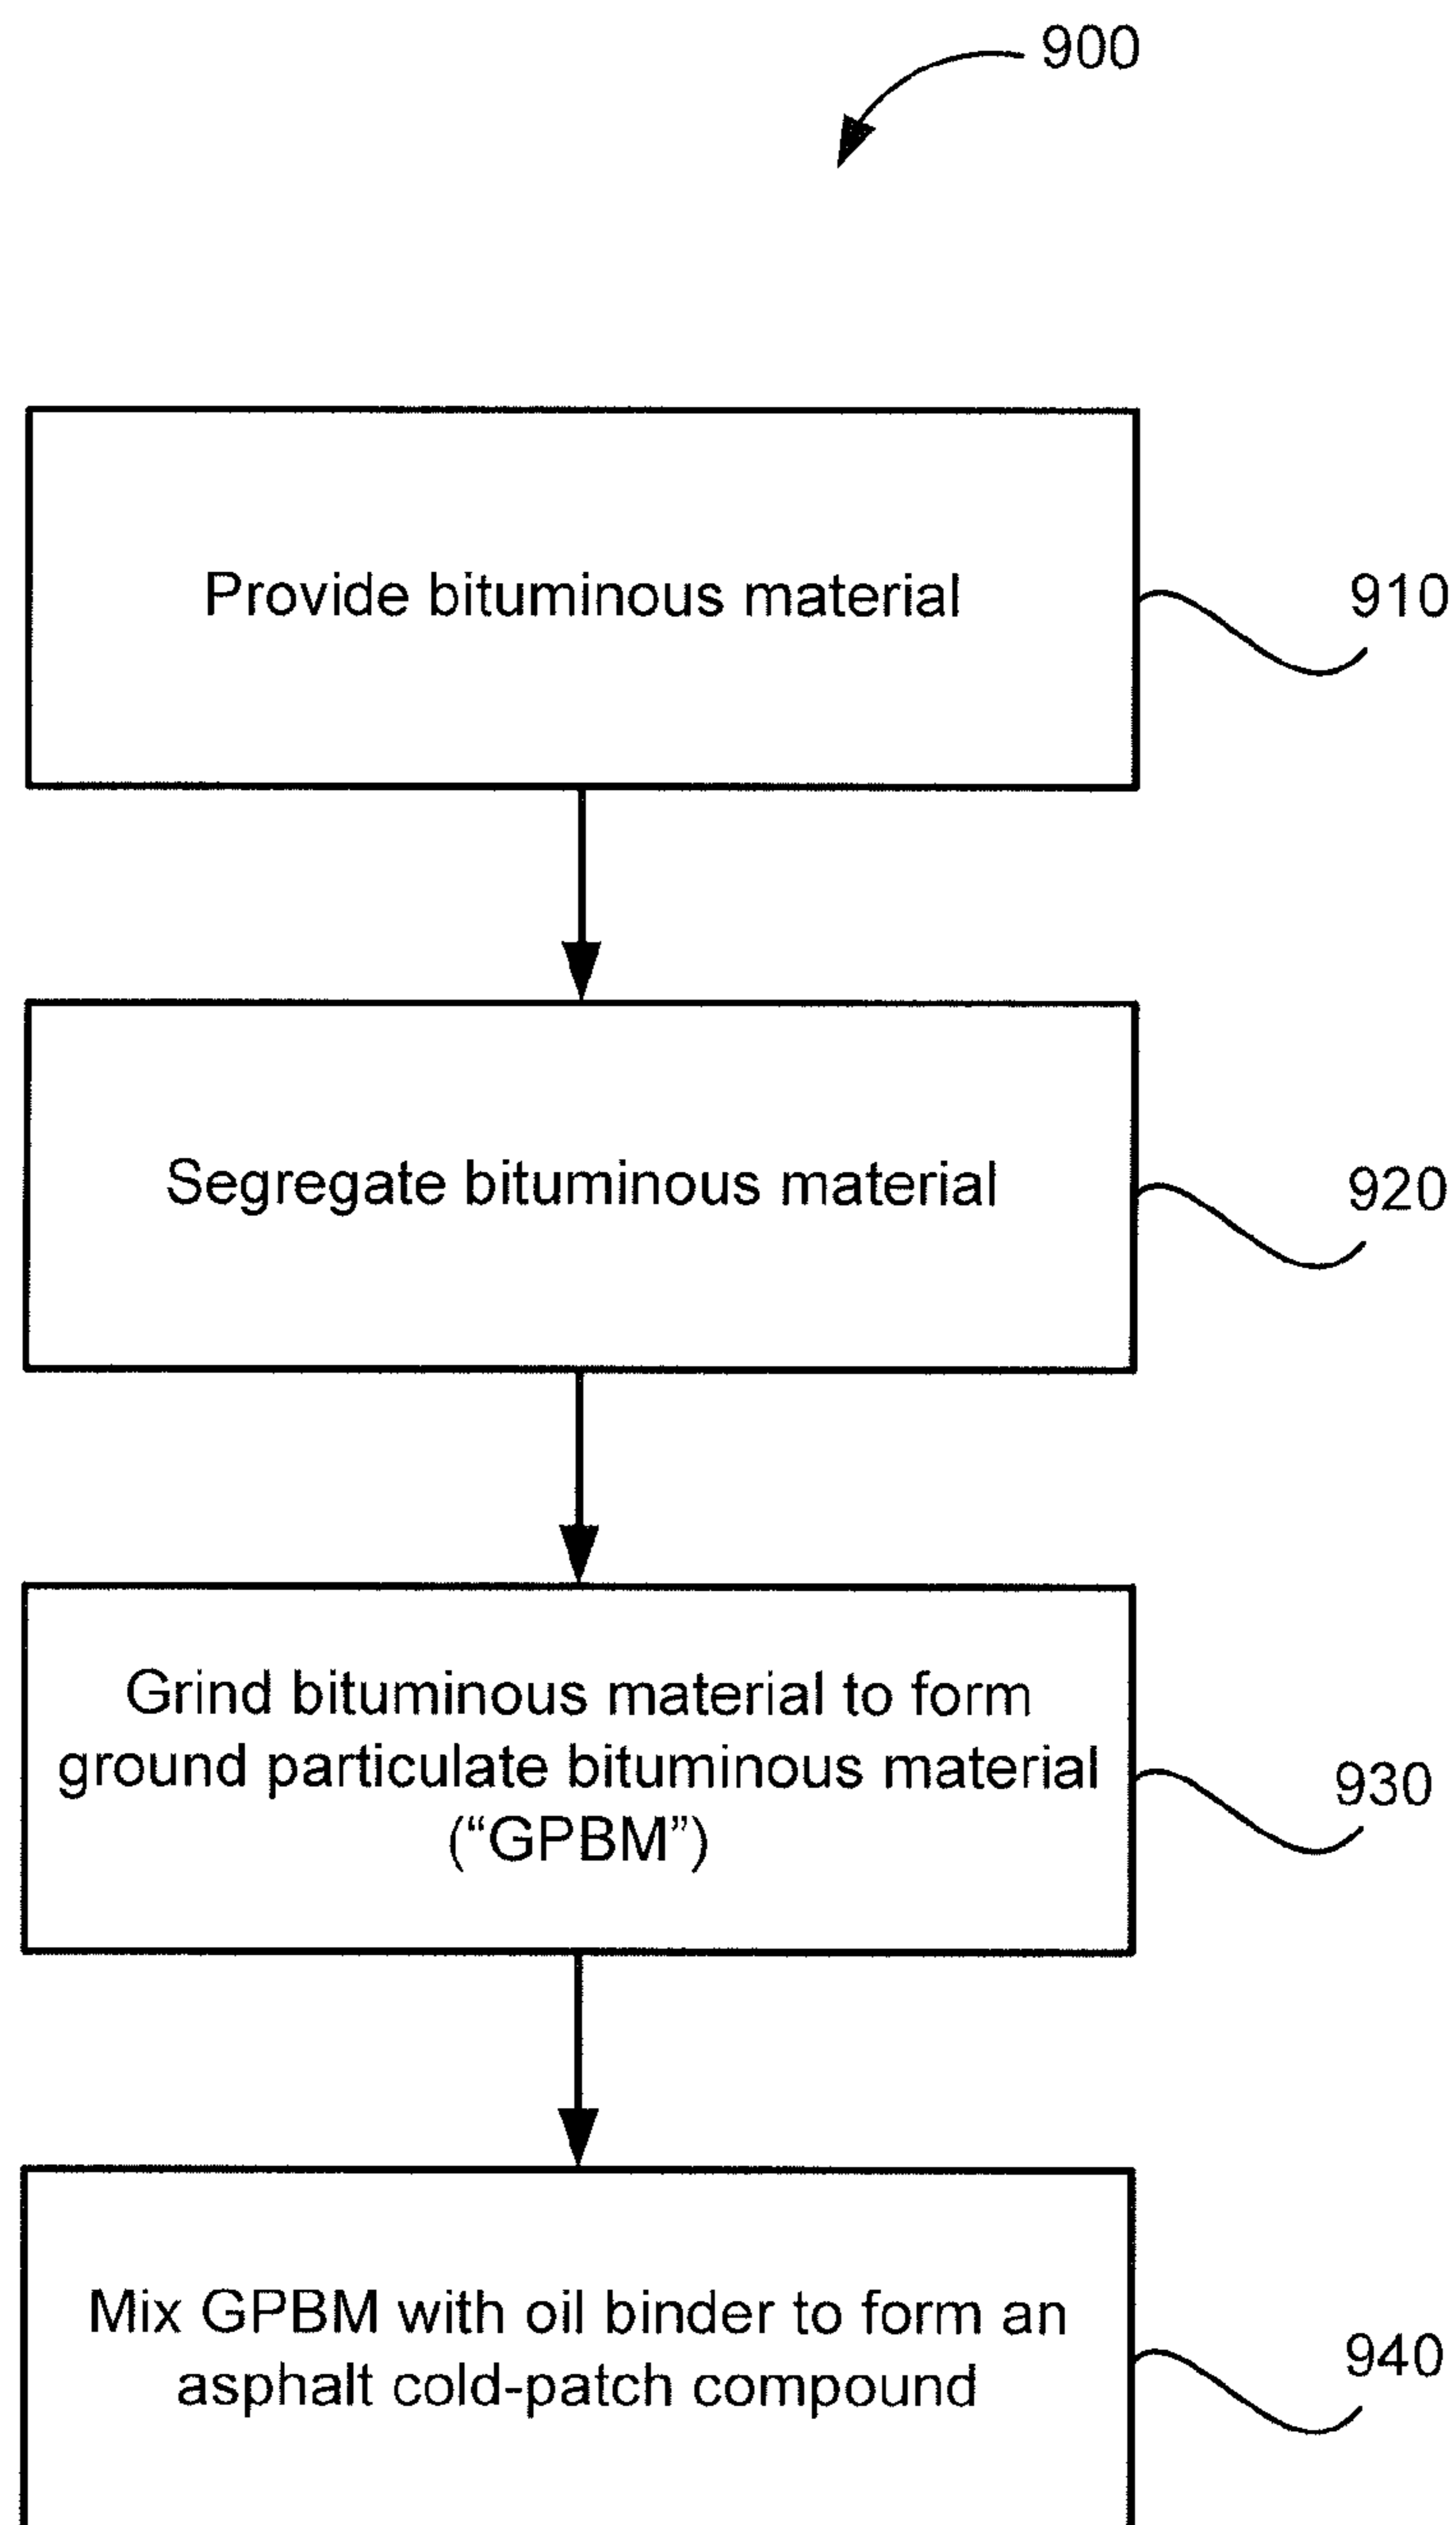 900
Provide bituminous material
910
Segregate bituminous material
920
Grind bituminous material to form
ground particulate bituminous material
(“GPBM”)
930
Mix GPBM with oil binder to form an
asphalt cold-patch compound
940